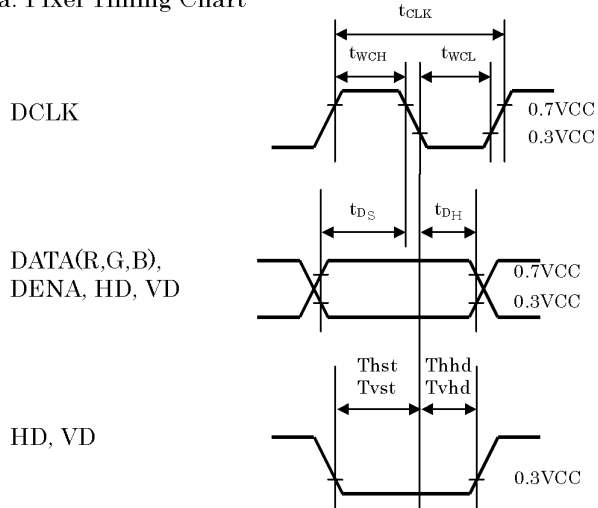 a. Pixel Timing Chart
tCLK
tWCH
tWCL
DCLK
0.7VCC
0.3VCC
tDS
tDH
DATA(R,G,B),
DENA, HD, VD
0.7VCC
0.3VCC
Thst
Tvst
Thhd
Tvhd
HD, VD
0.3VCC